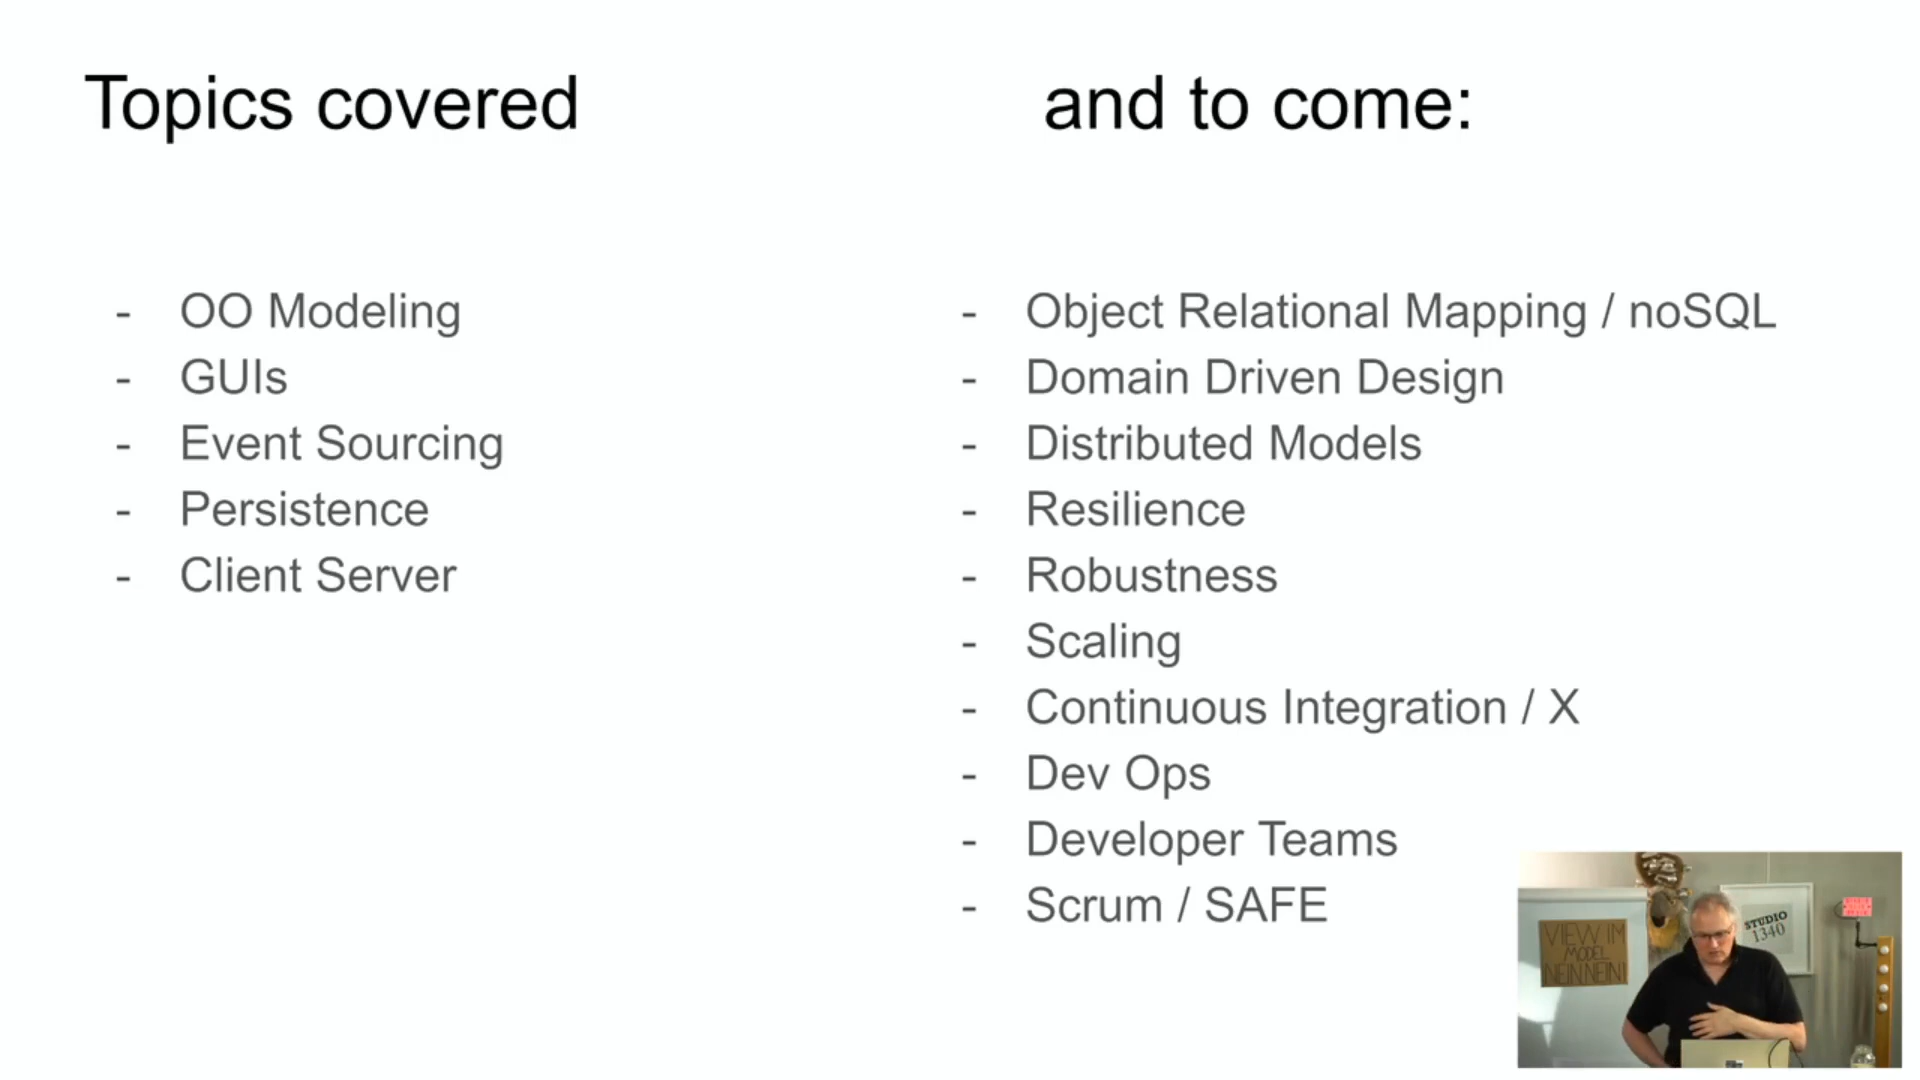 Topics covered
and to come:
- OO Modeling
- GUIs
- Event Sourcing
- Persistence
- Client Server
- Object Relational Mapping / noSQL
- Domain Driven Design
- Distributed Models
- Resilience
- Robustness
- Scaling
- Continuous Integration / X
- Dev Ops
- Developer Teams
- Scrum / SAFE
VIEW IM
MODEL
NEIN NEIN!
STUDIO
1340